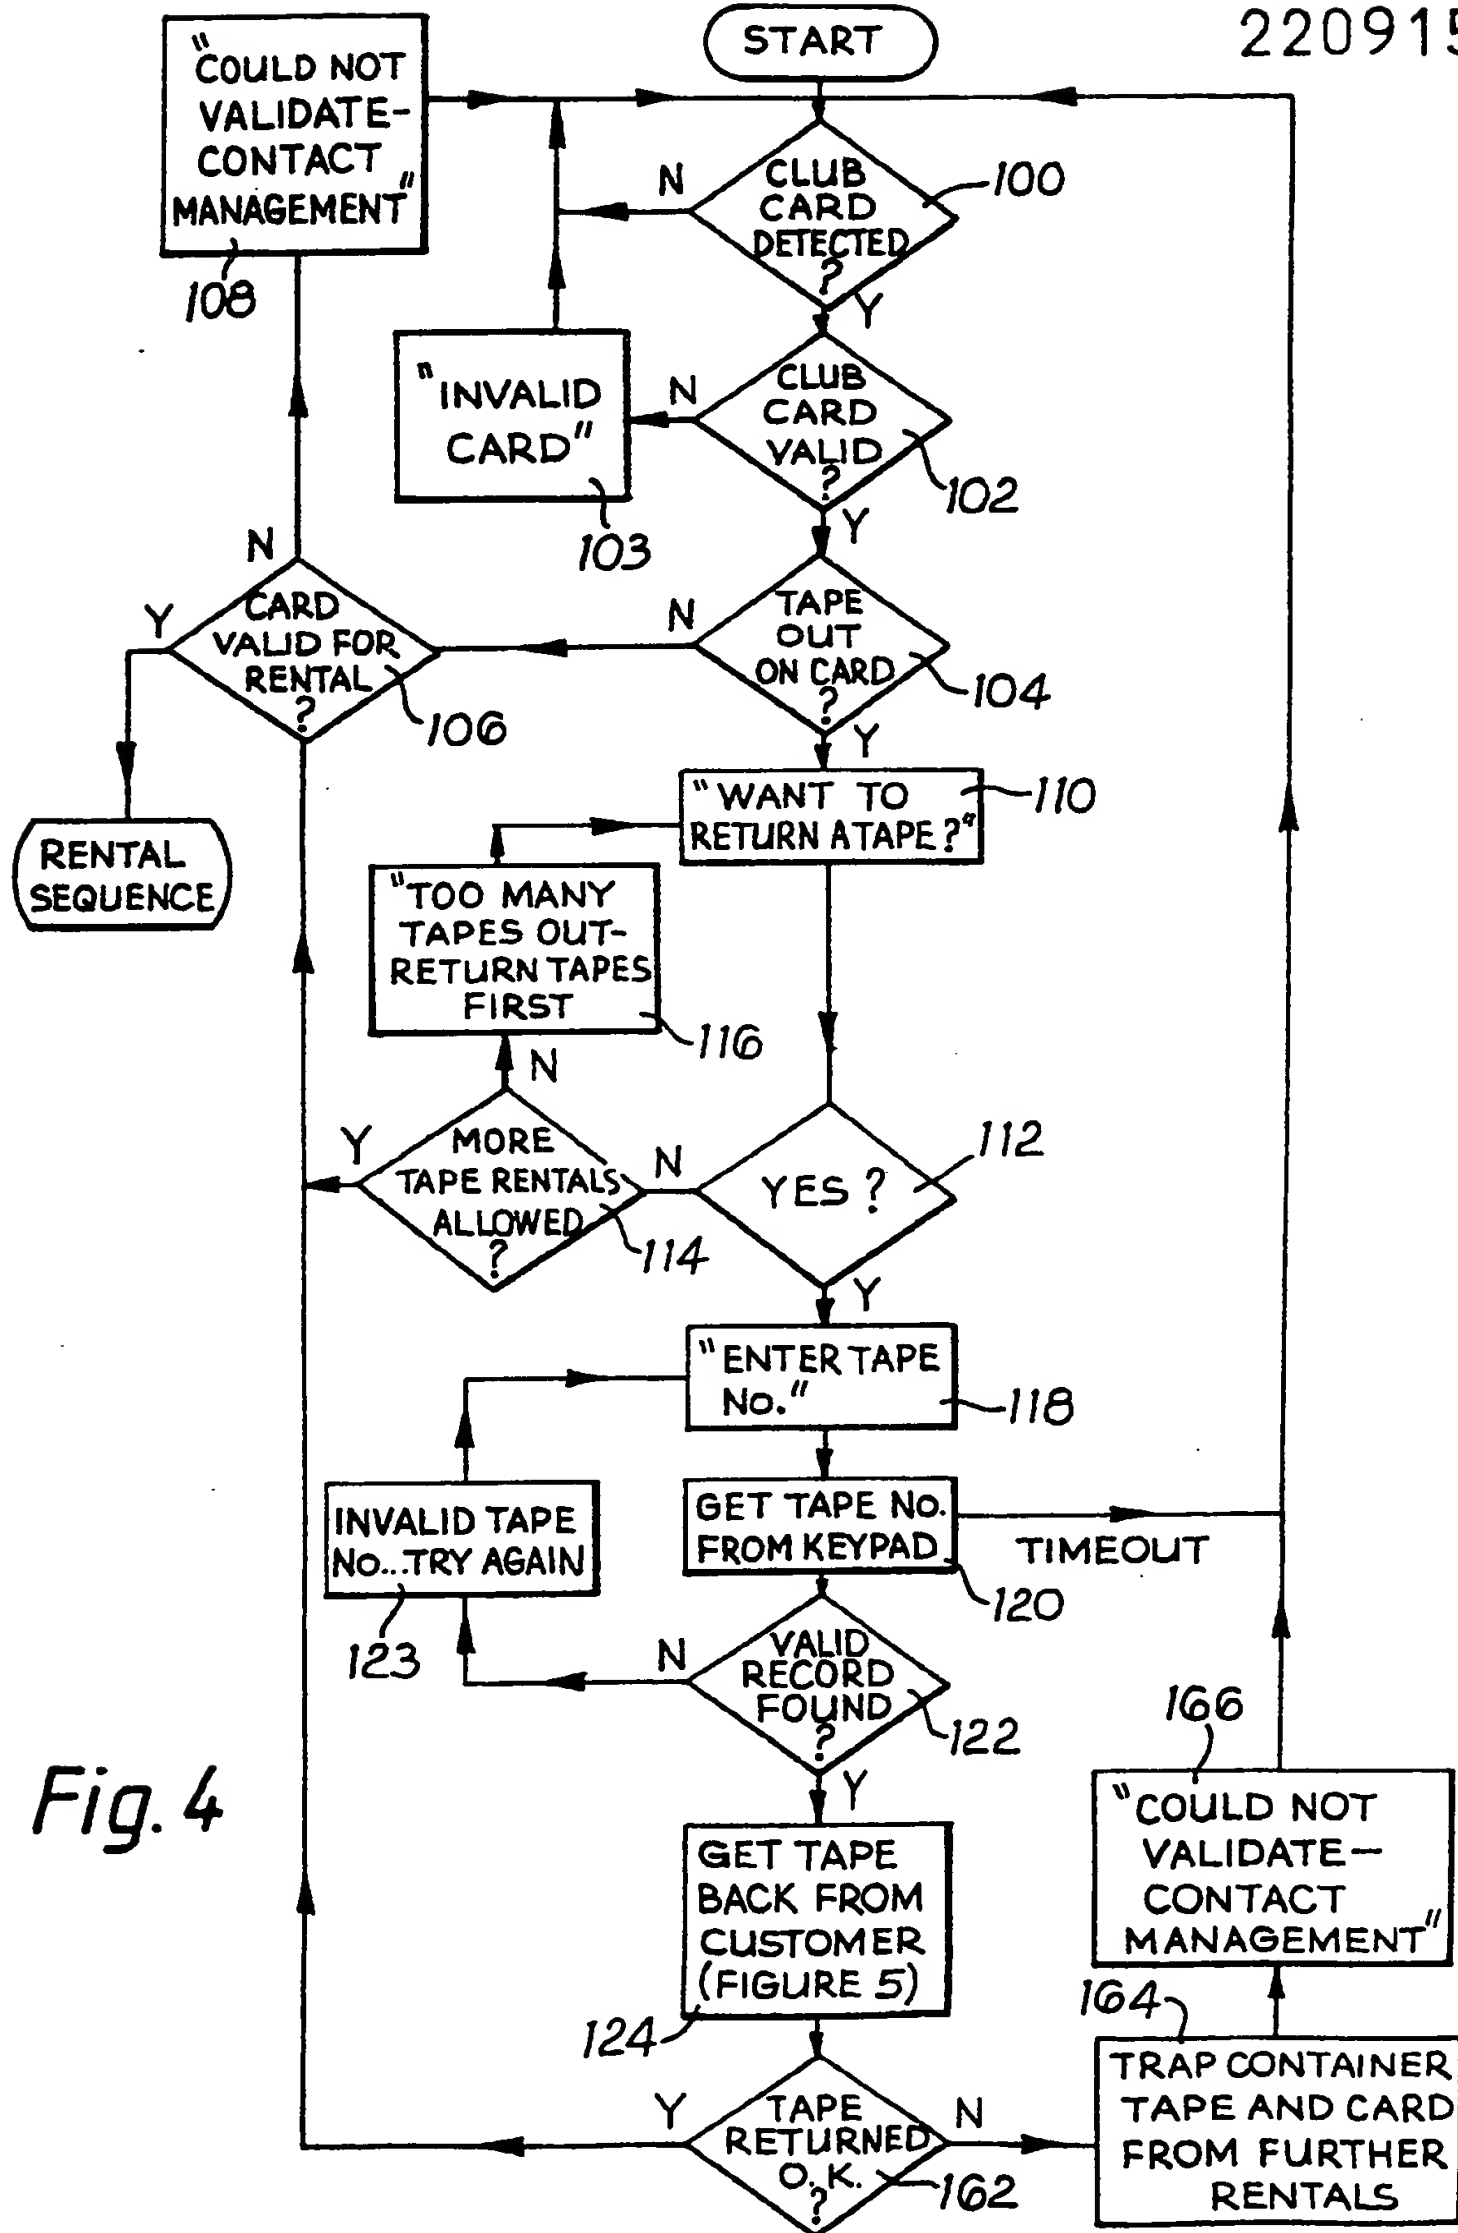 220915
START
"COULD NOT
VALIDATE-
CONTACT
MANAGEMENT"
108
N
CLUB
CARD
DETECTED
?
100
Y
"INVALID
CARD"
103
N
CLUB
CARD
VALID
?
102
Y
N
Y
CARD
VALID FOR
RENTAL
?
106
N
TAPE
OUT
ON CARD
?
104
Y
RENTAL
SEQUENCE
"WANT TO
RETURN A TAPE?"
110
"TOO MANY
TAPES OUT-
RETURN TAPES
FIRST
116
N
Y
MORE
TAPE RENTALS
ALLOWED
?
114
N
YES?
112
Y
"ENTER TAPE
No."
118
INVALID TAPE
No...TRY AGAIN
123
GET TAPE No.
FROM KEYPAD
120
TIMEOUT
N
VALID
RECORD
FOUND
?
122
Y
Fig. 4
GET TAPE
BACK FROM
CUSTOMER
(FIGURE 5)
124
166
"COULD NOT
VALIDATE-
CONTACT
MANAGEMENT"
164
TRAP CONTAINER
TAPE AND CARD
FROM FURTHER
RENTALS
Y
TAPE
RETURNED
O.K.
?
162
N